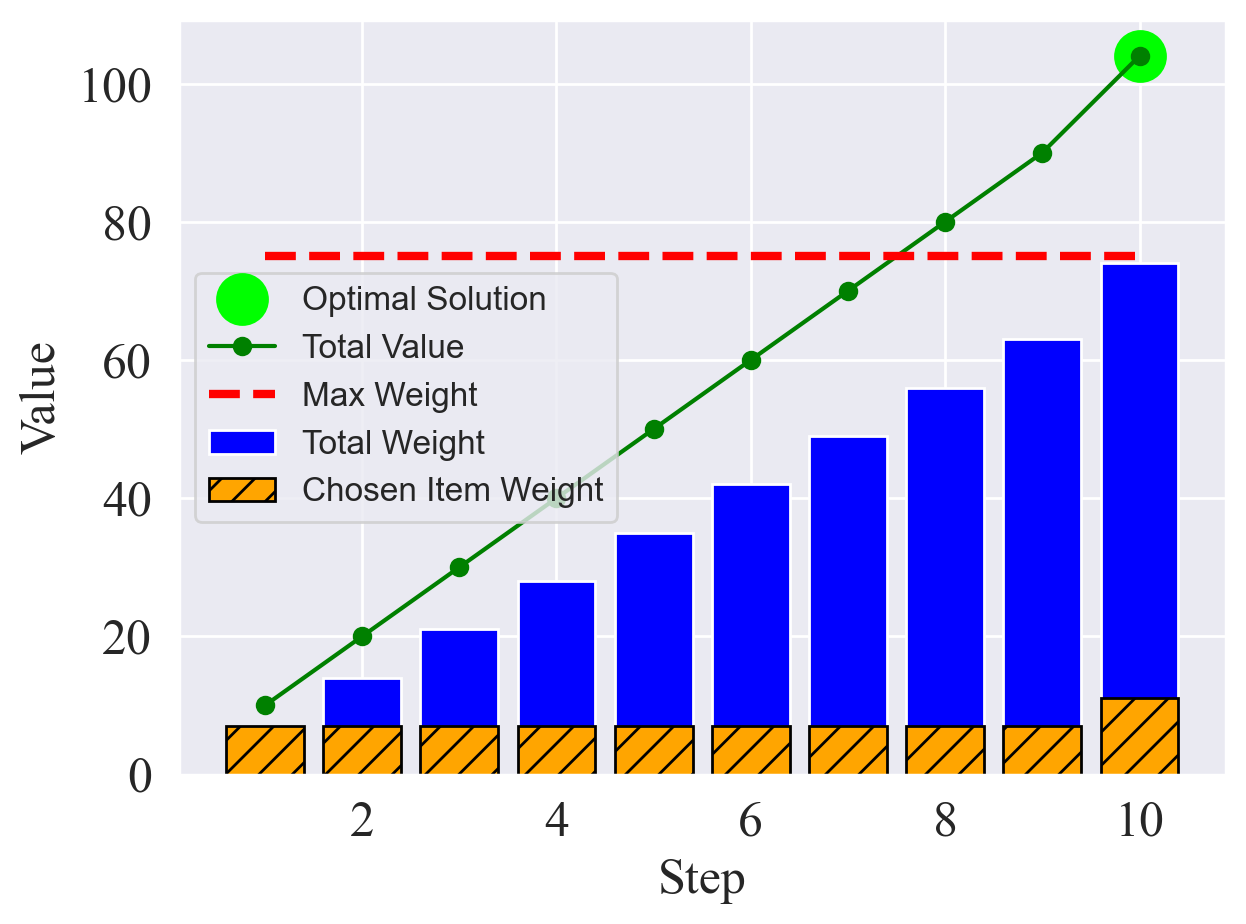 100
80
60
40
20
0
Value
Optimal Solution
Total Value
Max Weight
Total Weight
Chosen Item Weight
2 4 6 8 10
Step